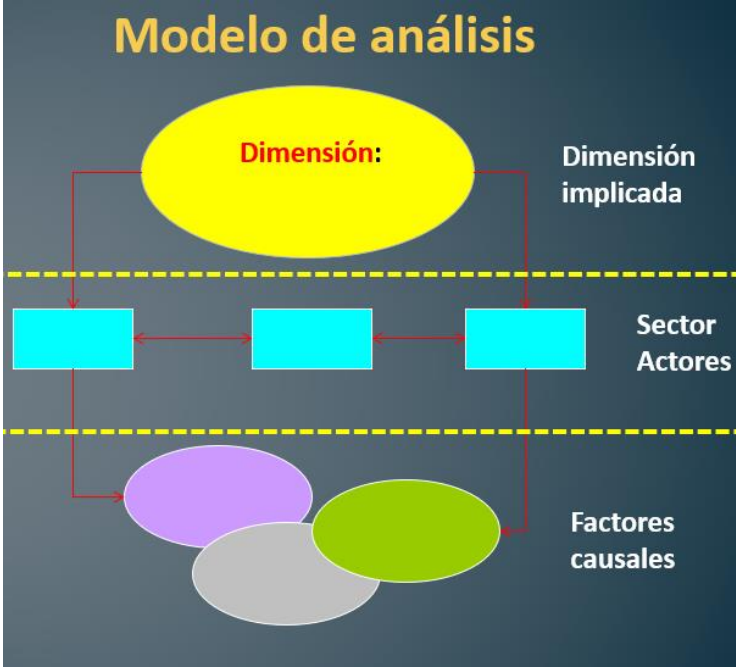 Modelo de análisis
Dimensión:
Dimensión
implicada
Sector
Actores
Factores
causales